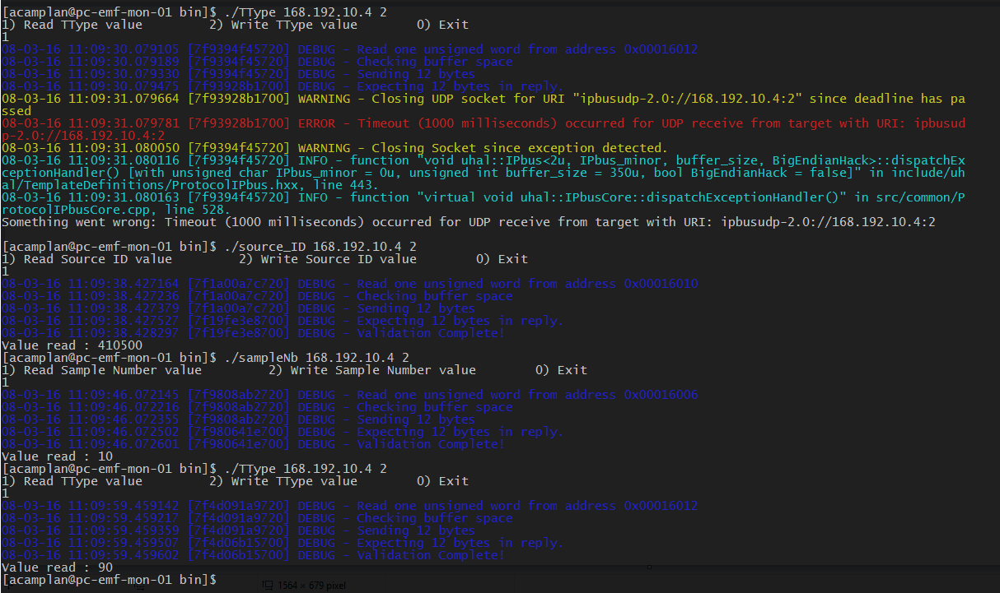 [acamplan@pc-emf-mon-01 bin]$ ./TType 168.192.10.4 2
1) Read TType value         2) Write TType value        0) Exit
1
08-03-16 11:09:30.079105 [7f9394f45720] DEBUG - Read one unsigned word from address 0x00016012
08-03-16 11:09:30.079189 [7f9394f45720] DEBUG - Checking buffer space
08-03-16 11:09:30.079330 [7f9394f45720] DEBUG - Sending 12 bytes
08-03-16 11:09:30.079475 [7f93928b1700] DEBUG - Expecting 12 bytes in reply.
08-03-16 11:09:31.079664 [7f93928b1700] WARNING - Closing UDP socket for URI "ipbusudp-2.0://168.192.10.4:2" since deadline has pa
ssed
08-03-16 11:09:31.079781 [7f93928b1700] ERROR - Timeout (1000 milliseconds) occurred for UDP receive from target with URI: ipbusud
p-2.0://168.192.10.4:2
08-03-16 11:09:31.080050 [7f9394f45720] WARNING - Closing Socket since exception detected.
08-03-16 11:09:31.080116 [7f9394f45720] INFO - function "void uhal::IPbus<2u, IPbus_minor, buffer_size, BigEndianHack>::dispatchEx
ceptionHandler() [with unsigned char IPbus_minor = 0u, unsigned int buffer_size = 350u, bool BigEndianHack = false]" in include/uh
al/TemplateDefinitions/ProtocolIPbus.hxx, line 443.
08-03-16 11:09:31.080163 [7f9394f45720] INFO - function "virtual void uhal::IPbusCore::dispatchExceptionHandler()" in src/common/P
rotocolIPbusCore.cpp, line 528.
Something went wrong: Timeout (1000 milliseconds) occurred for UDP receive from target with URI: ipbusudp-2.0://168.192.10.4:2
[acamplan@pc-emf-mon-01 bin]$ ./source_ID 168.192.10.4 2
1) Read Source ID value         2) Write Source ID value        0) Exit
1
08-03-16 11:09:38.427164 [7f1a00a7c720] DEBUG - Read one unsigned word from address 0x00016010
08-03-16 11:09:38.427236 [7f1a00a7c720] DEBUG - Checking buffer space
08-03-16 11:09:38.427379 [7f1a00a7c720] DEBUG - Sending 12 bytes
08-03-16 11:09:38.427527 [7f19fe3e8700] DEBUG - Expecting 12 bytes in reply.
08-03-16 11:09:38.428297 [7f19fe3e8700] DEBUG - Validation Complete!
Value read : 410500
[acamplan@pc-emf-mon-01 bin]$ ./sampleNb 168.192.10.4 2
1) Read Sample Number value         2) Write Sample Number value        0) Exit
1
08-03-16 11:09:46.072145 [7f9808ab2720] DEBUG - Read one unsigned word from address 0x00016006
08-03-16 11:09:46.072216 [7f9808ab2720] DEBUG - Checking buffer space
08-03-16 11:09:46.072355 [7f9808ab2720] DEBUG - Sending 12 bytes
08-03-16 11:09:46.072502 [7f980641e700] DEBUG - Expecting 12 bytes in reply.
08-03-16 11:09:46.072601 [7f980641e700] DEBUG - Validation Complete!
Value read : 10
[acamplan@pc-emf-mon-01 bin]$ ./TType 168.192.10.4 2
1) Read TType value         2) Write TType value        0) Exit
1
08-03-16 11:09:59.459142 [7f4d091a9720] DEBUG - Read one unsigned word from address 0x00016012
08-03-16 11:09:59.459217 [7f4d091a9720] DEBUG - Checking buffer space
08-03-16 11:09:59.459359 [7f4d091a9720] DEBUG - Sending 12 bytes
08-03-16 11:09:59.459507 [7f4d06b15700] DEBUG - Expecting 12 bytes in reply.
08-03-16 11:09:59.459602 [7f4d06b15700] DEBUG - Validation Complete!
Value read : 90
[acamplan@pc-emf-mon-01 bin]$
1564 × 679 pixel